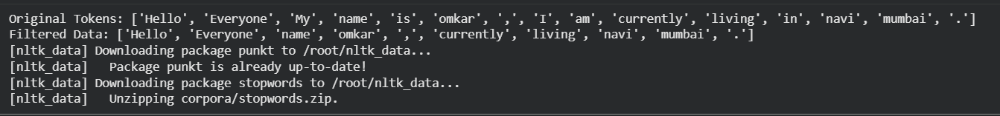 Original Tokens: ['Hello', 'Everyone', 'My', 'name', 'is', 'omkar', ',', 'I', 'am', 'currently', 'living', 'in', 'navi', 'mumbai', '.']
Filtered Data: ['Hello', 'Everyone', 'name', 'omkar', ',', 'currently', 'living', 'navi', 'mumbai', '.']
[nltk_data] Downloading package punkt to /root/nltk_data...
[nltk_data]   Package punkt is already up-to-date!
[nltk_data] Downloading package stopwords to /root/nltk_data...
[nltk_data]   Unzipping corpora/stopwords.zip.